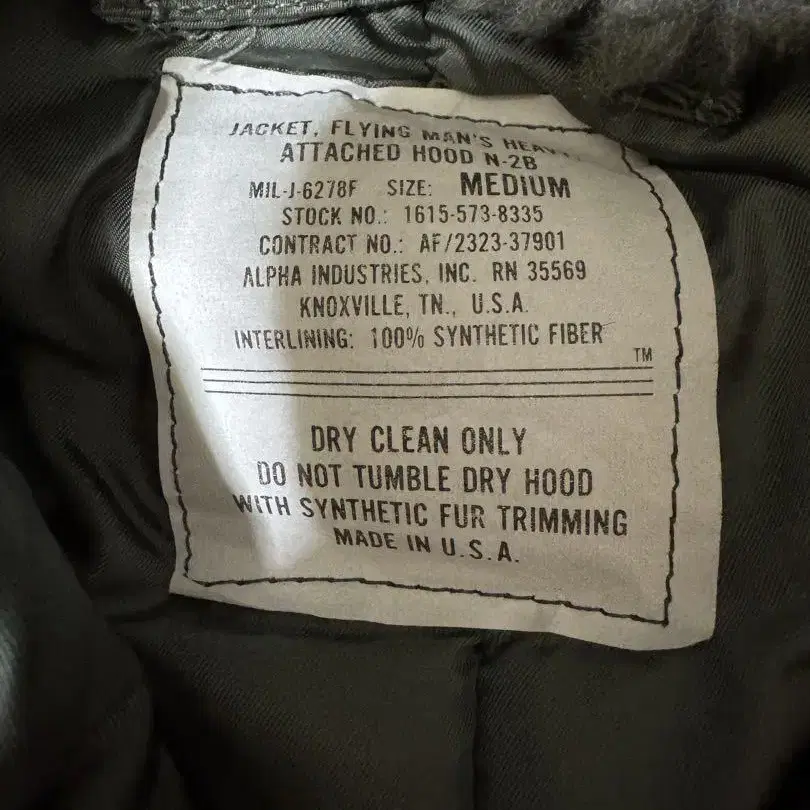 JACKET, FLYING MAN'S
ATTACHED HOOD N-2B
MIL-J-6278F SIZE: MEDIUM
STOCK NO.: 1615-573-8335
CONTRACT NO.: AF/2323-37901
ALPHA INDUSTRIES, INC. RN 35569
KNOXVILLE, TN., U.S.A.
INTERLINING: 100% SYNTHETIC FIBER
TM
DRY CLEAN ONLY
DO NOT TUMBLE DRY HOOD
WITH SYNTHETIC FUR TRIMMING
MADE IN U.S.A.